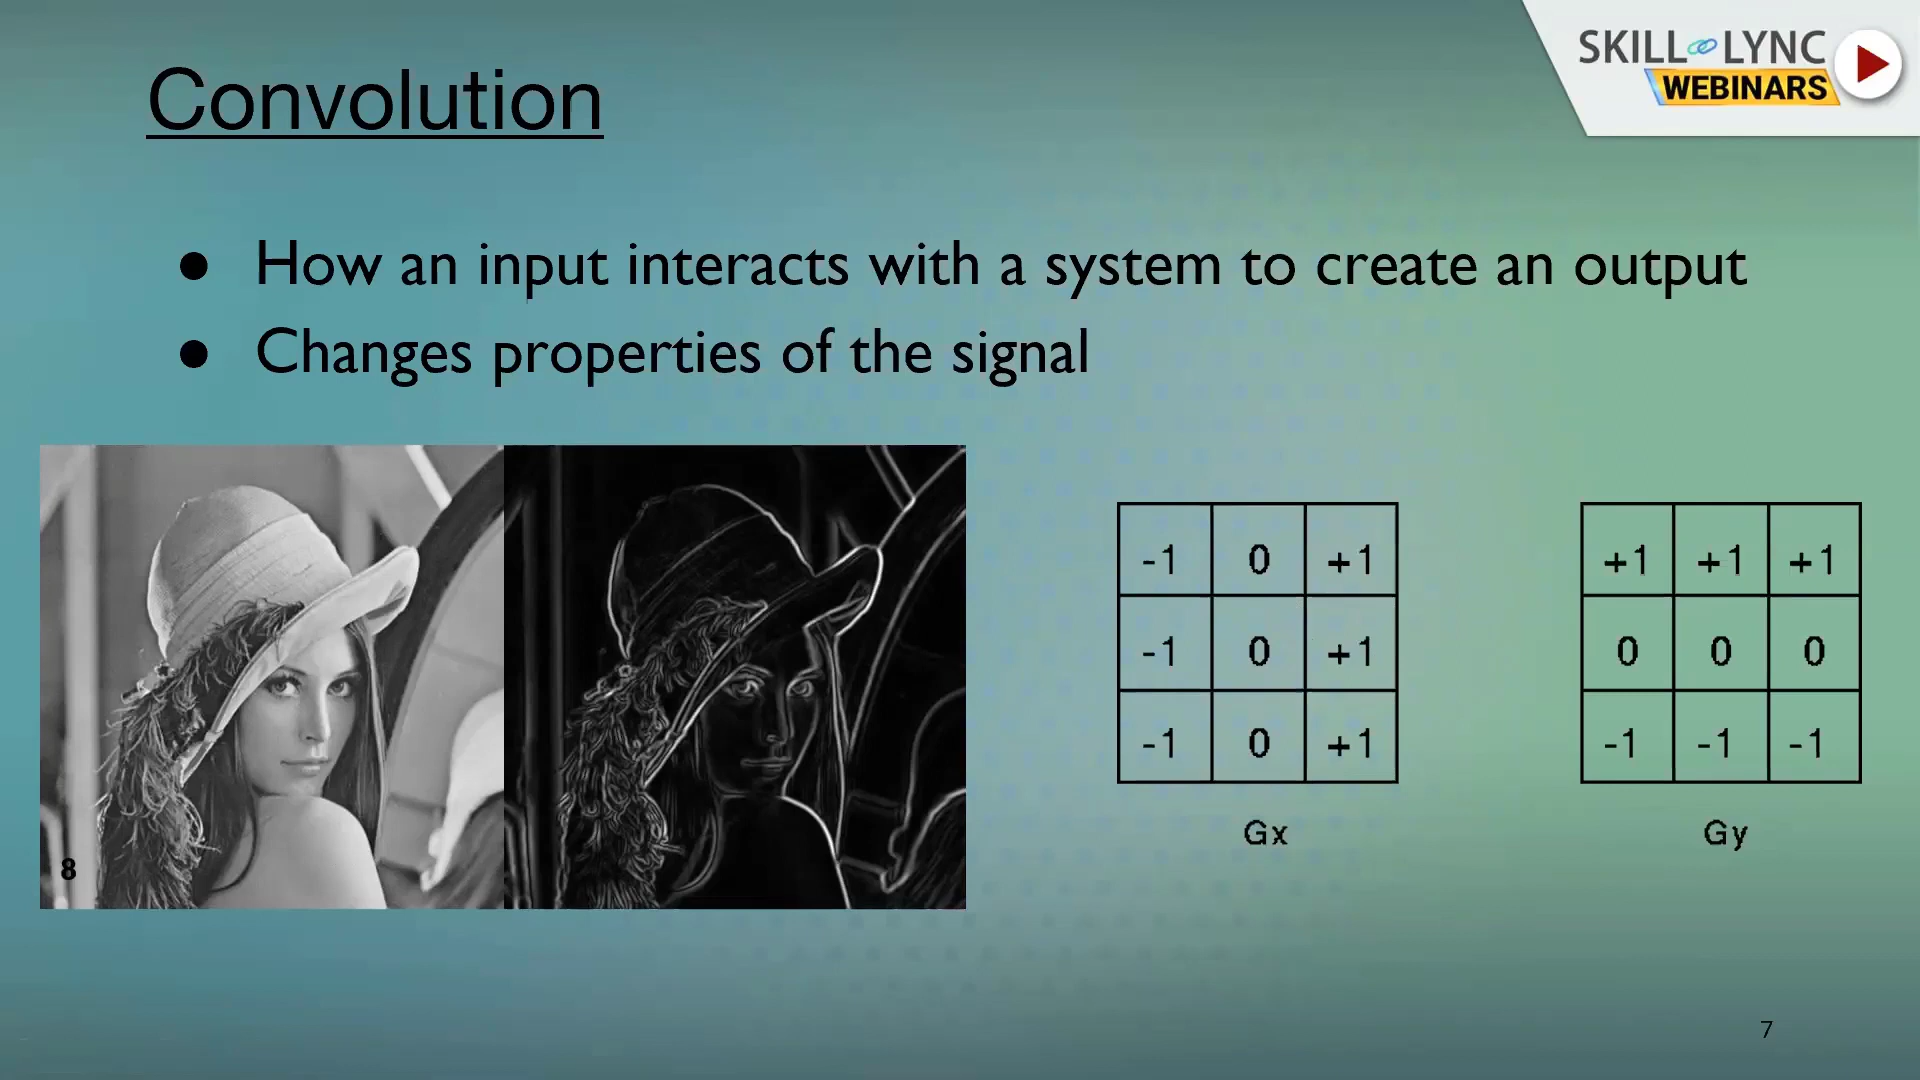 SKILL LYNC
WEBINARS
Convolution
● How an input interacts with a system to create an output
● Changes properties of the signal
-1 0 +1
-1 0 +1
-1 0 +1
Gx
+1 +1 +1
0 0 0
-1 -1 -1
Gy
8
7